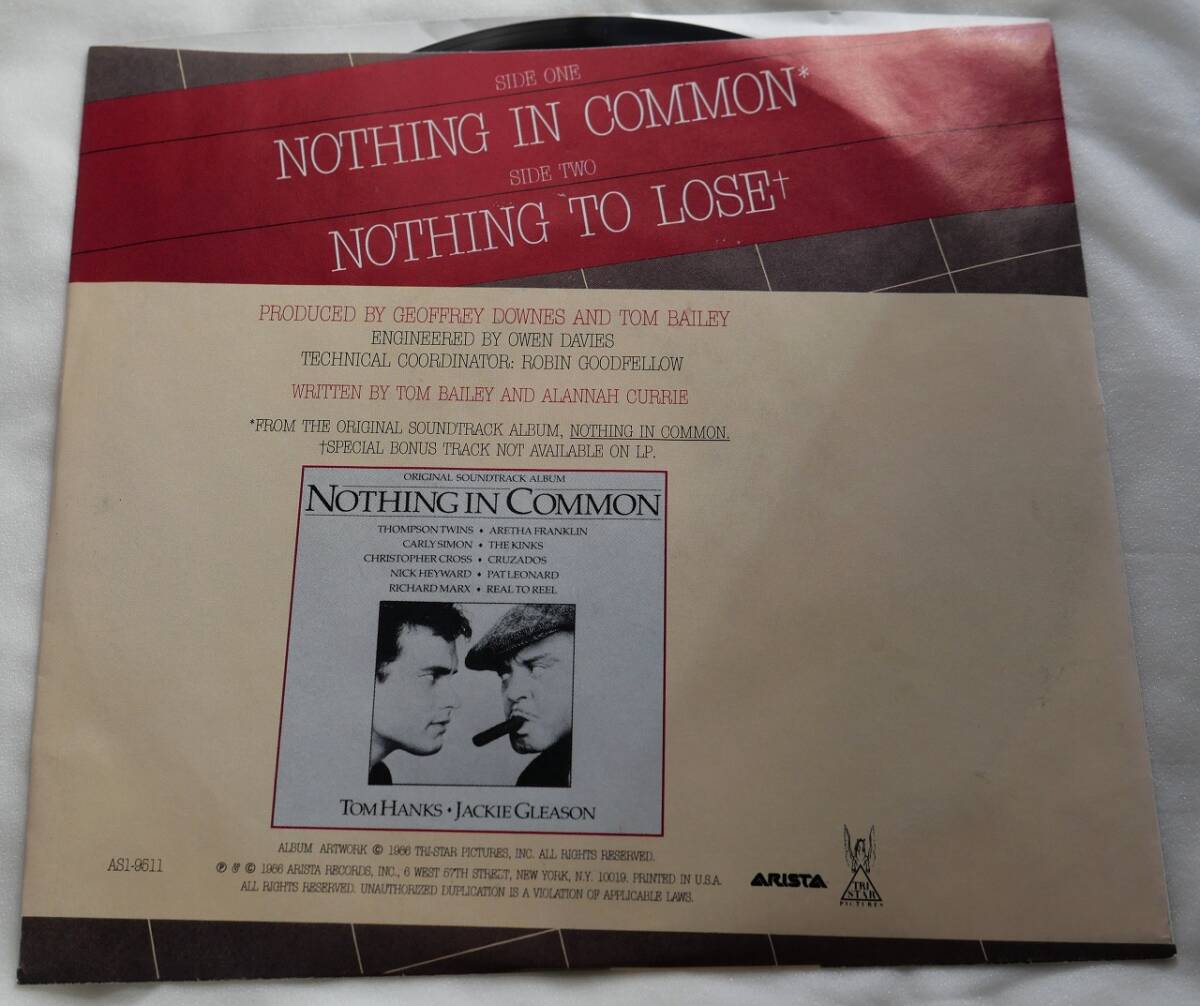 SIDE ONE
NOTHING IN COMMON*
SIDE TWO
NOTHING TO LOSE†
PRODUCED BY GEOFFREY DOWNES AND TOM BAILEY
ENGINEERED BY OWEN DAVIES
TECHNICAL COORDINATOR: ROBIN GOODFELLOW
WRITTEN BY TOM BAILEY AND ALANNAH CURRIE
*FROM THE ORIGINAL SOUNDTRACK ALBUM, NOTHING IN COMMON.
†SPECIAL BONUS TRACK NOT AVAILABLE ON LP.
ORIGINAL SOUNDTRACK ALBUM
NOTHING IN COMMON
THOMPSON TWINS • ARETHA FRANKLIN
CARLY SIMON • THE KINKS
CHRISTOPHER CROSS • CRUZADOS
NICK HEYWARD • PAT LEONARD
RICHARD MARX • REAL TO REEL
TOM HANKS • JACKIE GLEASON
ALBUM ARTWORK © 1986 TRI-STAR PICTURES, INC. ALL RIGHTS RESERVED.
AS1-9511
℗ & © 1986 ARISTA RECORDS, INC., 6 WEST 57TH STREET, NEW YORK, N.Y. 10019. PRINTED IN U.S.A.
ALL RIGHTS RESERVED. UNAUTHORIZED DUPLICATION IS A VIOLATION OF APPLICABLE LAWS.
ARISTA
TRI
STAR
PICTURES